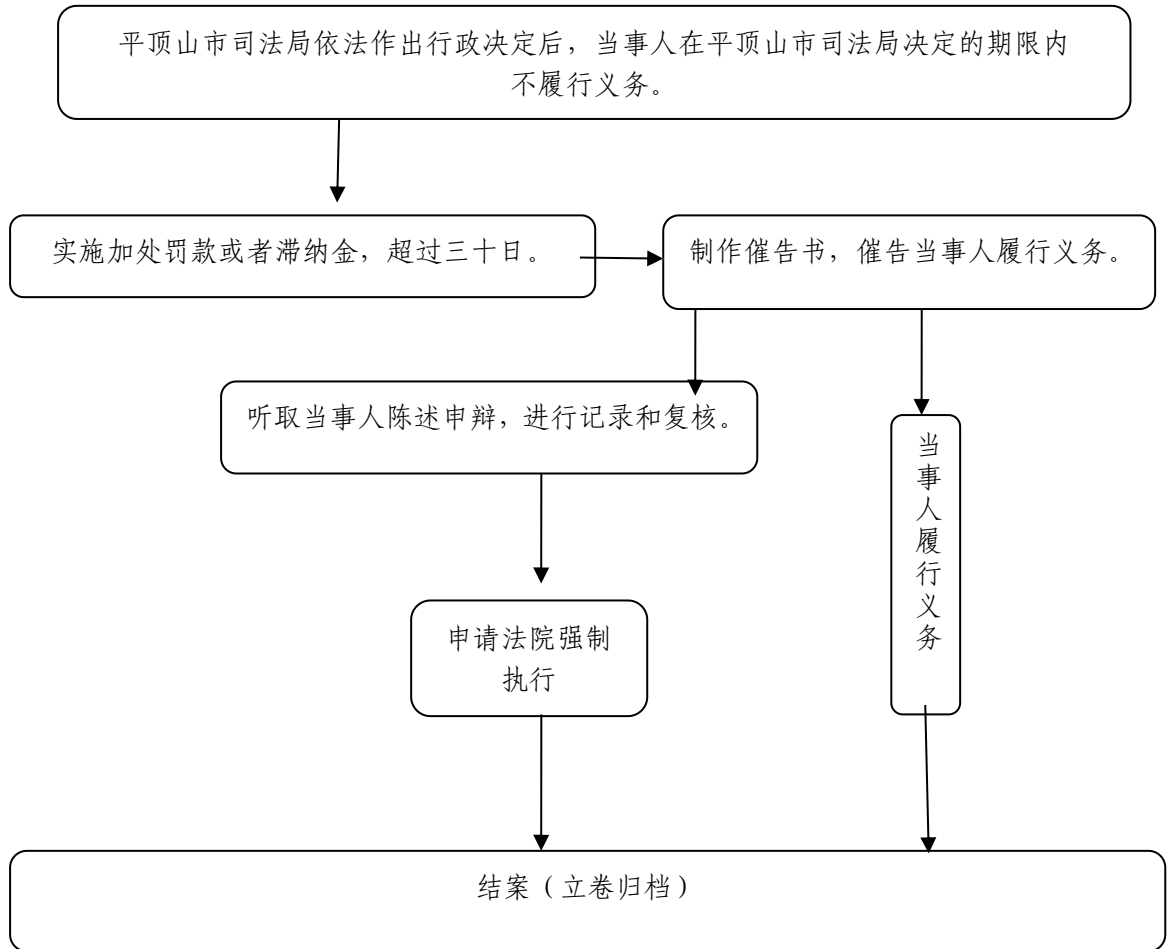 平顶山市司法局依法作出行政决定后，当事人在平顶山市司法局决定的期限内
不履行义务。
实施加处罚款或者滞纳金，超过三十日。
制作催告书，催告当事人履行义务。
听取当事人陈述申辩，进行记录和复核。
当事人履行义务
申请法院强制
执行
结案（立卷归档）